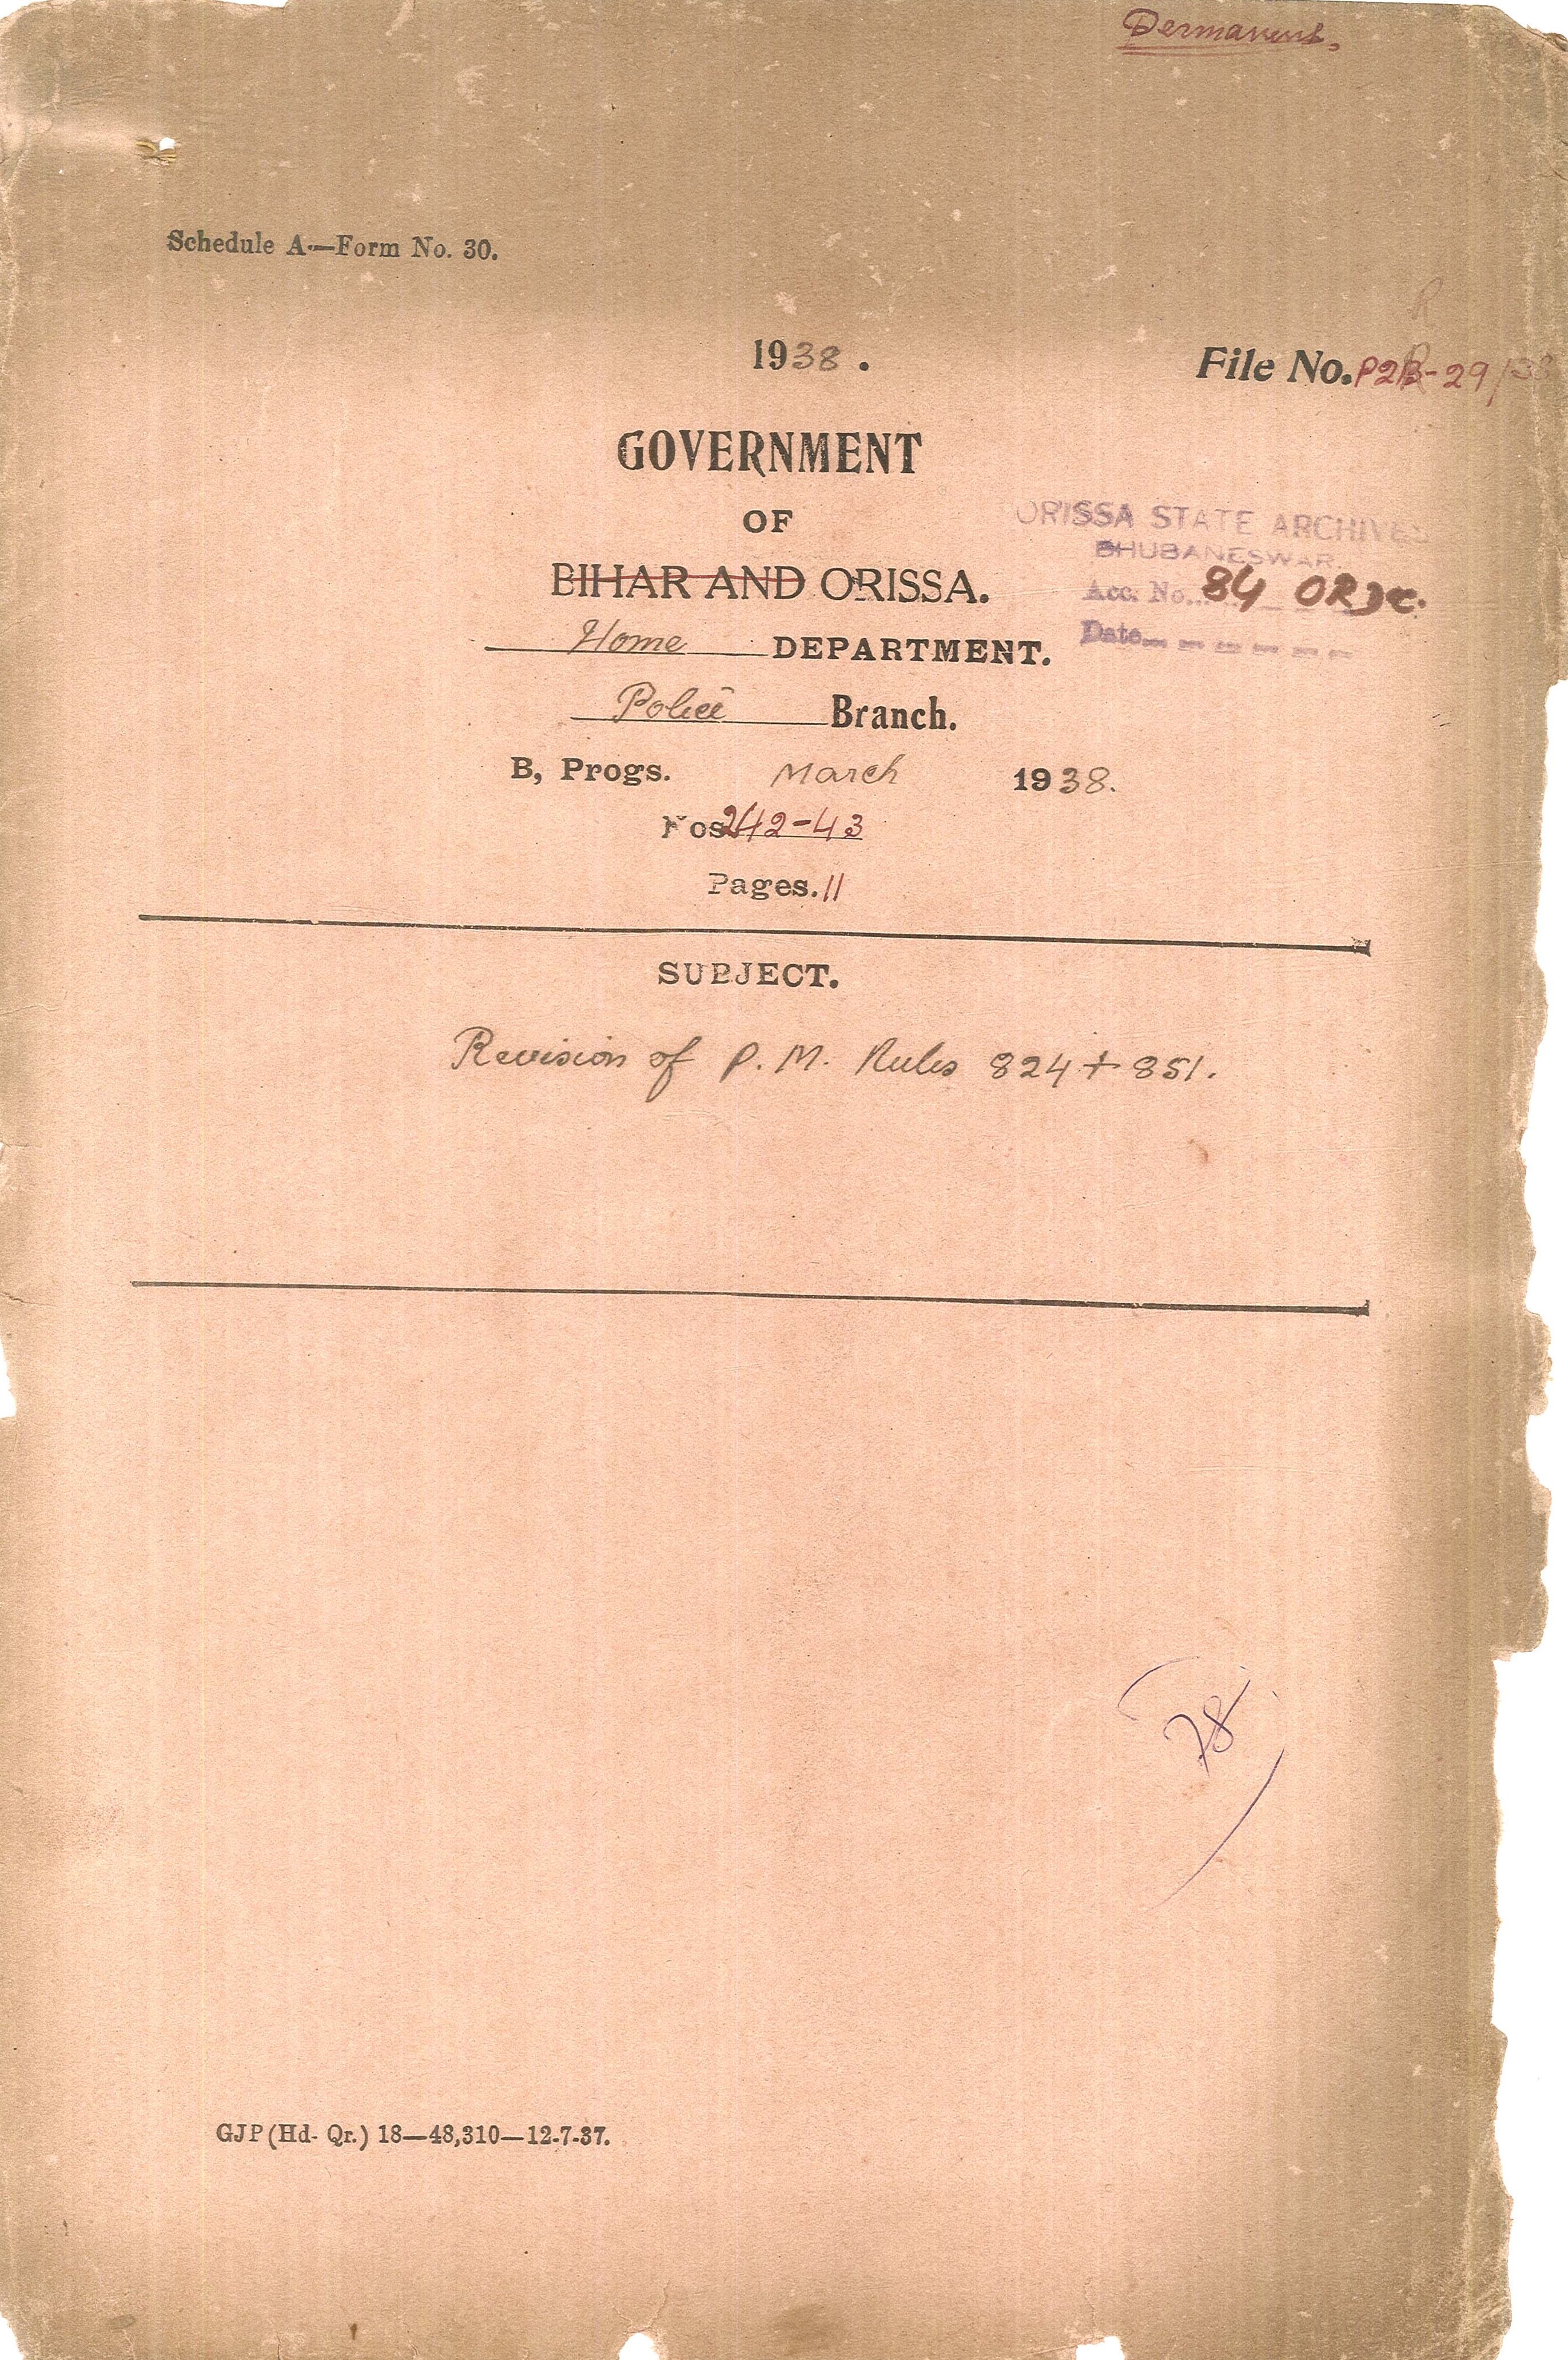 Permanent.
Schedule A—Form No. 30.
R
1938.
File No. P2R-29/38
GOVERNMENT
OF
BIHAR AND ORISSA.
ORISSA STATE ARCHIVES
BHUBANESWAR.
Acc. No... 84
Date
Home DEPARTMENT.
Police Branch.
B, Progs. March 1938.
Nos 242-43
Pages. 11
SUBJECT.
Revision of P. M. Rules 824 + 851.
78
GJP (Hd- Qr.) 18—48,310—12-7-37.